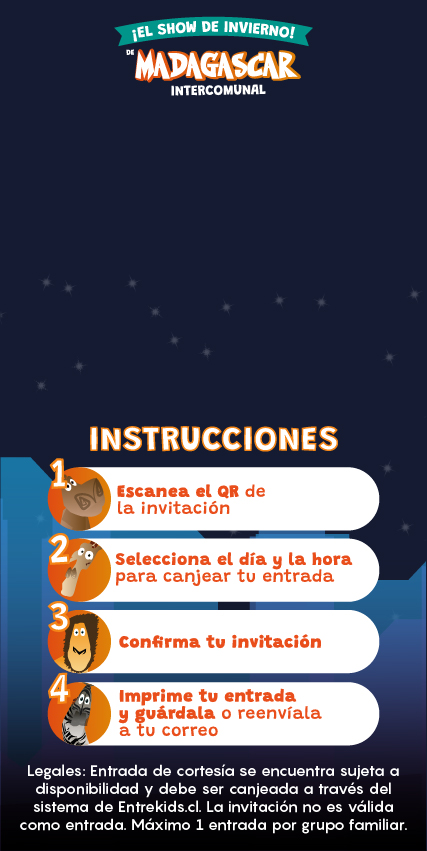 ¡EL SHOW DE INVIERNO!
DE MADAGASCAR
INTERCOMUNAL
INSTRUCCIONES
1
Escanea el QR de
la invitación
2
Selecciona el día y la hora
para canjear tu entrada
3
Confirma tu invitación
4
Imprime tu entrada
y guárdala o reenvíala
a tu correo
Legales: Entrada de cortesía se encuentra sujeta a
disponibilidad y debe ser canjeada a través del
sistema de Entrekids.cl. La invitación no es válida
como entrada. Máximo 1 entrada por grupo familiar.